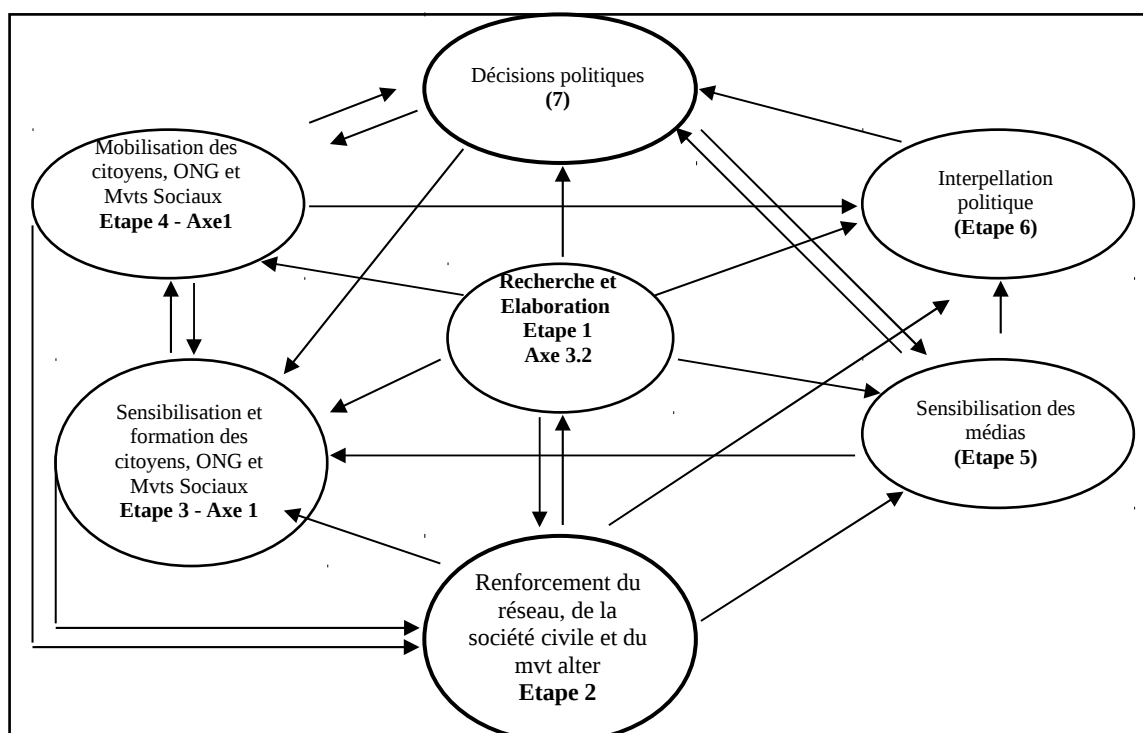 Décisions politiques
(7)
Mobilisation des
citoyens, ONG et
Mvts Sociaux
Etape 4 - Axe1
Interpellation
politique
(Etape 6)
Recherche et
Elaboration
Etape 1
Axe 3.2
Sensibilisation et
formation des
citoyens, ONG et
Mvts Sociaux
Etape 3 - Axe 1
Sensibilisation des
médias
(Etape 5)
Renforcement du
réseau, de la
société civile et du
mvt alter
Etape 2